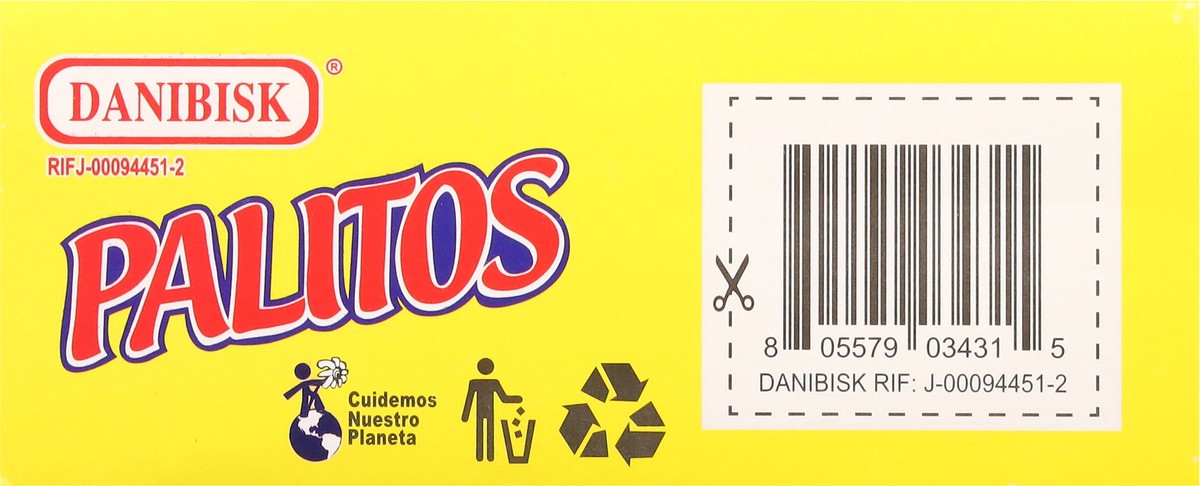 DANIBISK®
RIFJ-00094451-2
PALITOS
Cuidemos
Nuestro
Planeta
8 05579 03431 5
DANIBISK RIF: J-00094451-2